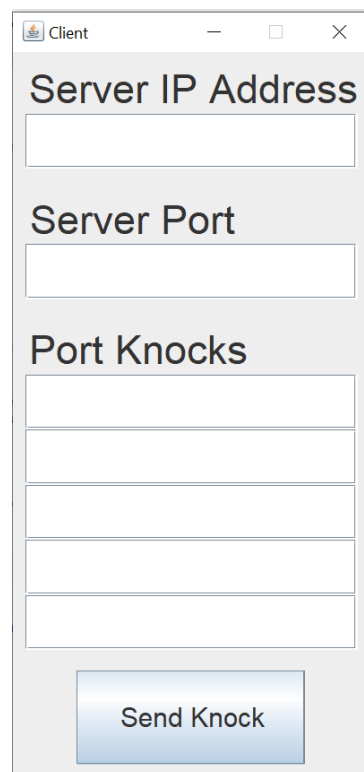 Client
Server IP Address
Server Port
Port Knocks
Send Knock